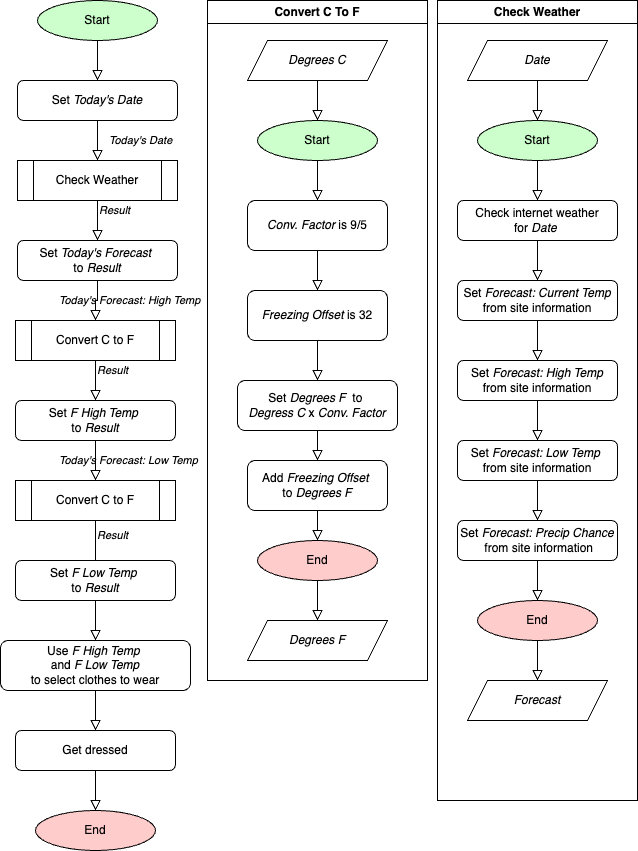 Start
Set Today's Date
Today's Date
Check Weather
Result
Set Today's Forecast
to Result
Today's Forecast: High Temp
Convert C to F
Result
Set F High Temp
to Result
Today's Forecast: Low Temp
Convert C to F
Result
Set F Low Temp
to Result
Use F High Temp
and F Low Temp
to select clothes to wear
Get dressed
End
Convert C To F
Degrees C
Start
Conv. Factor is 9/5
Freezing Offset is 32
Set Degrees F to
Degress C x Conv. Factor
Add Freezing Offset
to Degrees F
End
Degrees F
Check Weather
Date
Start
Check internet weather
for Date
Set Forecast: Current Temp
from site information
Set Forecast: High Temp
from site information
Set Forecast: Low Temp
from site information
Set Forecast: Precip Chance
from site information
End
Forecast